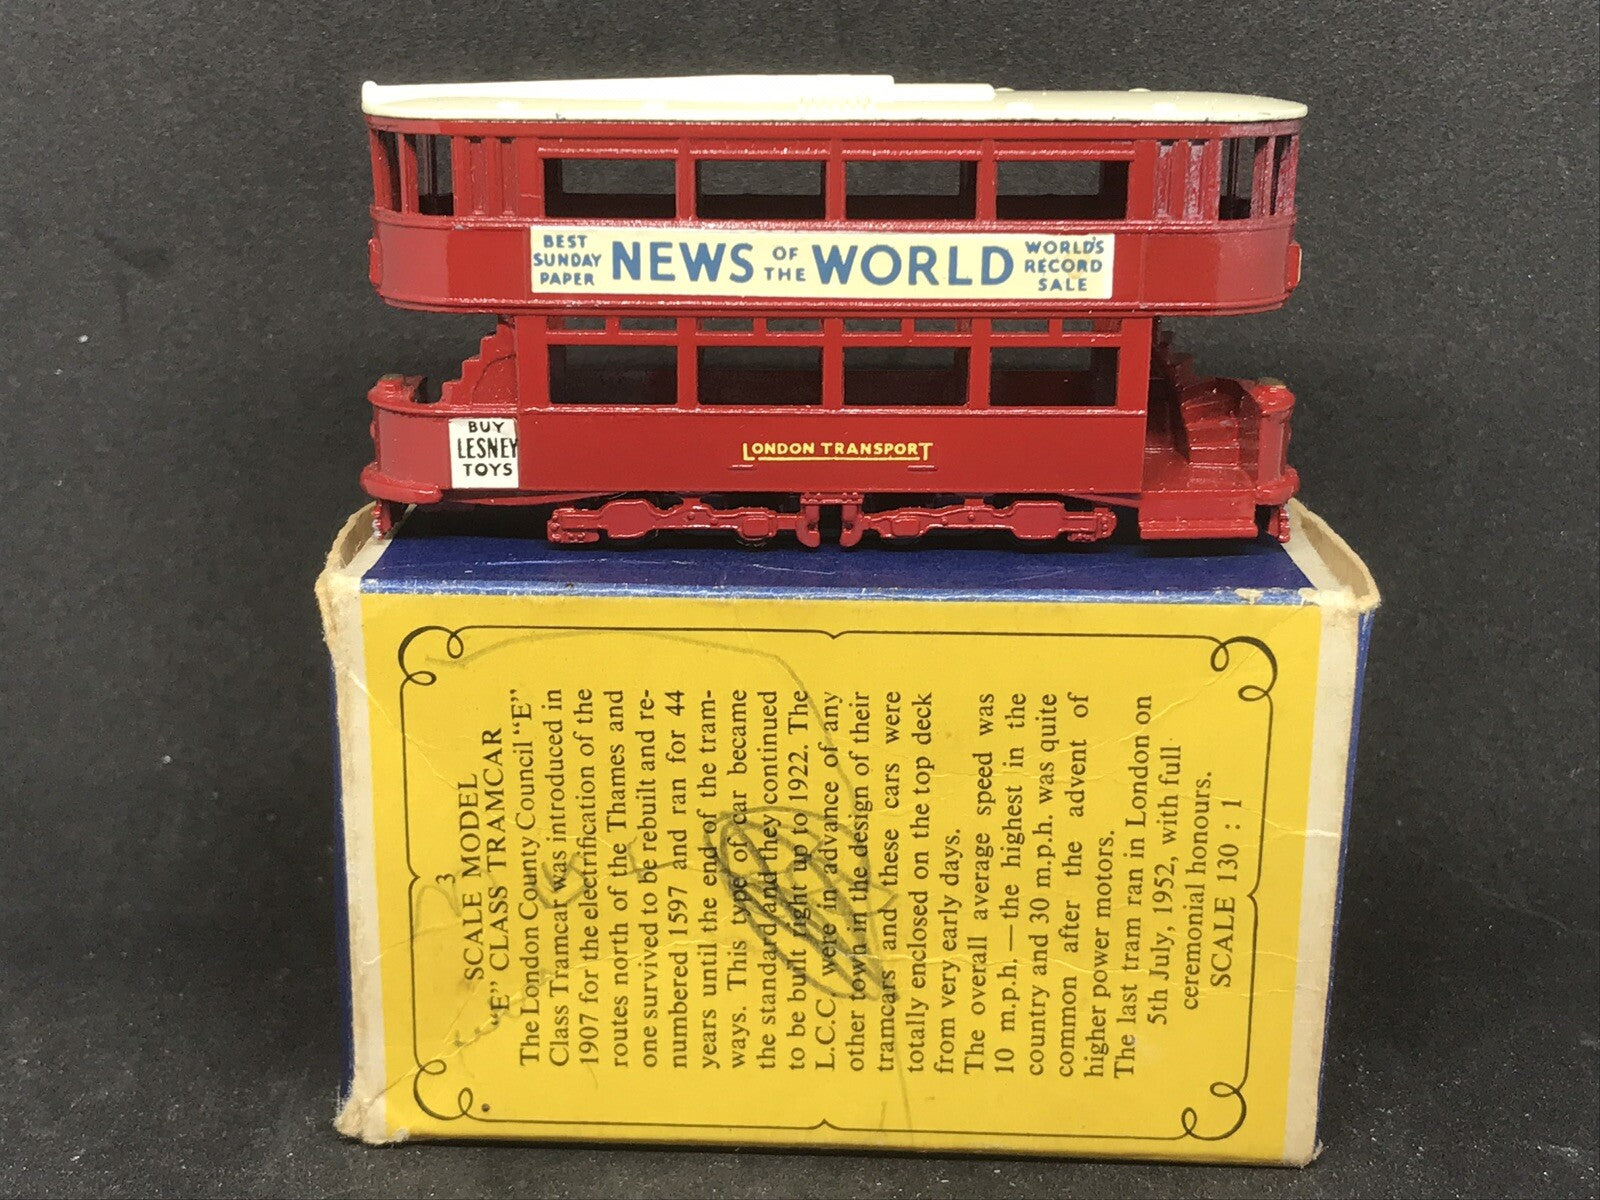 BEST
SUNDAY
PAPER
NEWS OF THE WORLD
WORLD'S
RECORD
SALE
BUY
LESNEY
TOYS
LONDON TRANSPORT
3
SCALE MODEL
"E" CLASS TRAMCAR
The London County Council "E"
Class Tramcar was introduced in
1907 for the electrification of the
routes north of the Thames and
one survived to be rebuilt and re-
numbered 1597 and ran for 44
years until the end of the tram-
ways. This type of car became
the standard and they continued
to be built right up to 1922. The
L.C.C. were in advance of any
other town in the design of their
tramcars and these cars were
totally enclosed on the top deck
from very early days.
The overall average speed was
10 m.p.h. — the highest in the
country and 30 m.p.h. was quite
common after the advent of
higher power motors.
The last tram ran in London on
5th July, 1952, with full
ceremonial honours.
SCALE 130 : 1